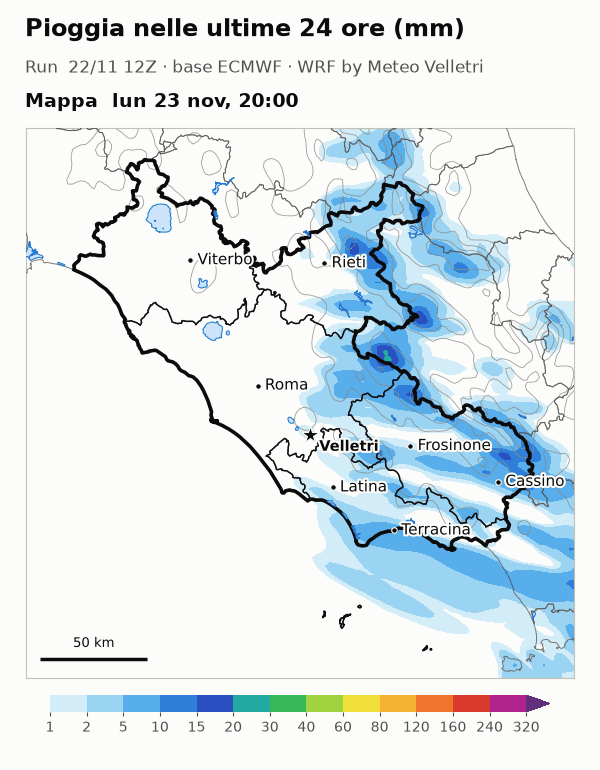 Pioggia nelle ultime 24 ore (mm)
Run 22/11 12Z · base ECMWF · WRF by Meteo Velletri
Mappa lun 23 nov, 20:00
Viterbo
Rieti
Roma
Velletri
Frosinone
Cassino
Latina
Terracina
50 km
1 2 5 10 15 20 30 40 60 80 120 160 240 320